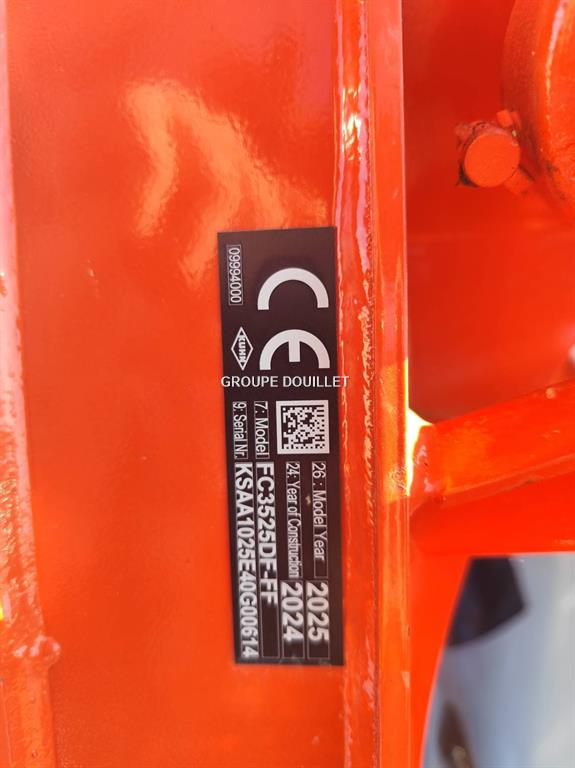 09994000
CE
KUHN
GROUPE DOUILLET
26 : Model Year 2025
24: Year of Construction 2024
7: Model FC3525DF-FF
9: Serial Nr. KSAA1025E40G00614